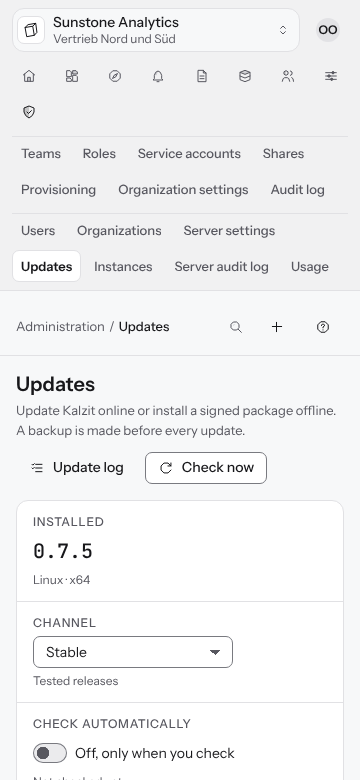 Sunstone Analytics
Vertrieb Nord und Süd
OO
Teams Roles Service accounts Shares
Provisioning Organization settings Audit log
Users Organizations Server settings
Updates Instances Server audit log Usage
Administration / Updates
Updates
Update Kalzit online or install a signed package offline.
A backup is made before every update.
Update log Check now
INSTALLED
0.7.5
Linux · x64
CHANNEL
Stable
Tested releases
CHECK AUTOMATICALLY
Off, only when you check